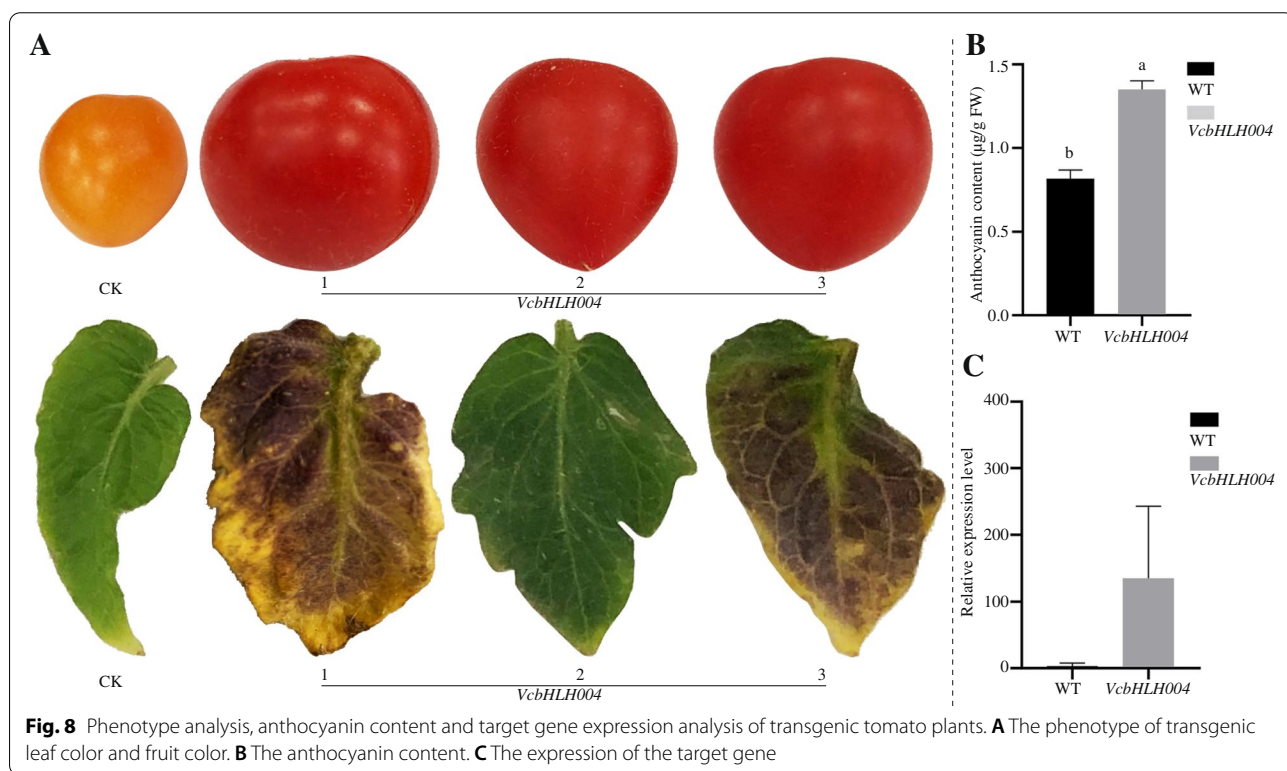 A
CK
1 2 3
VcbHLH004
CK
1 2 3
VcbHLH004
B
Anthocyanin content (µg/g FW)
1.5
1.0
0.5
0.0
b
a
WT VcbHLH004
WT
VcbHLH004
C
Relative expression level
400
300
200
100
0
WT VcbHLH004
WT
VcbHLH004
Fig. 8 Phenotype analysis, anthocyanin content and target gene expression analysis of transgenic tomato plants. A The phenotype of transgenic
leaf color and fruit color. B The anthocyanin content. C The expression of the target gene